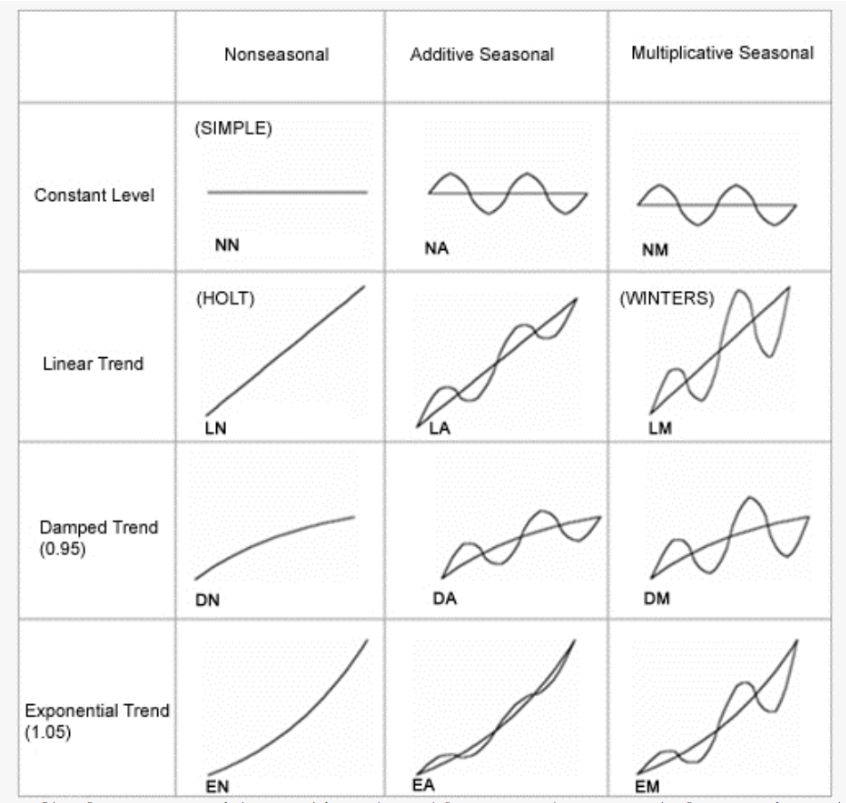 Nonseasonal Additive Seasonal Multiplicative Seasonal
(SIMPLE)
Constant Level
NN NA NM
(HOLT) (WINTERS)
Linear Trend
LN LA LM
Damped Trend
(0.95)
DN DA DM
Exponential Trend
(1.05)
EN EA EM